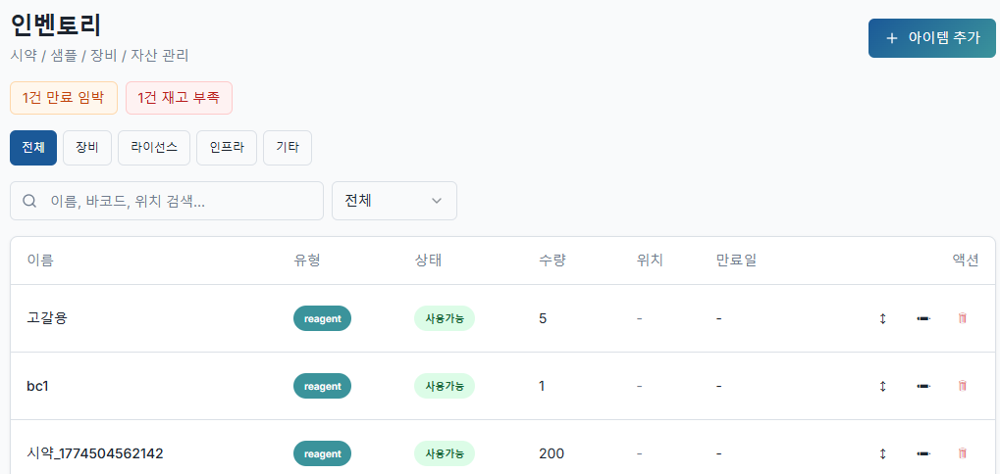 인벤토리
시약 / 샘플 / 장비 / 자산 관리
+ 아이템 추가
1건 만료 임박 1건 재고 부족
전체 장비 라이선스 인프라 기타
이름, 바코드, 위치 검색... 전체
이름 유형 상태 수량 위치 만료일 액션
고갈용 reagent 사용가능 5 - -
bc1 reagent 사용가능 1 - -
시약_1774504562142 reagent 사용가능 200 - -